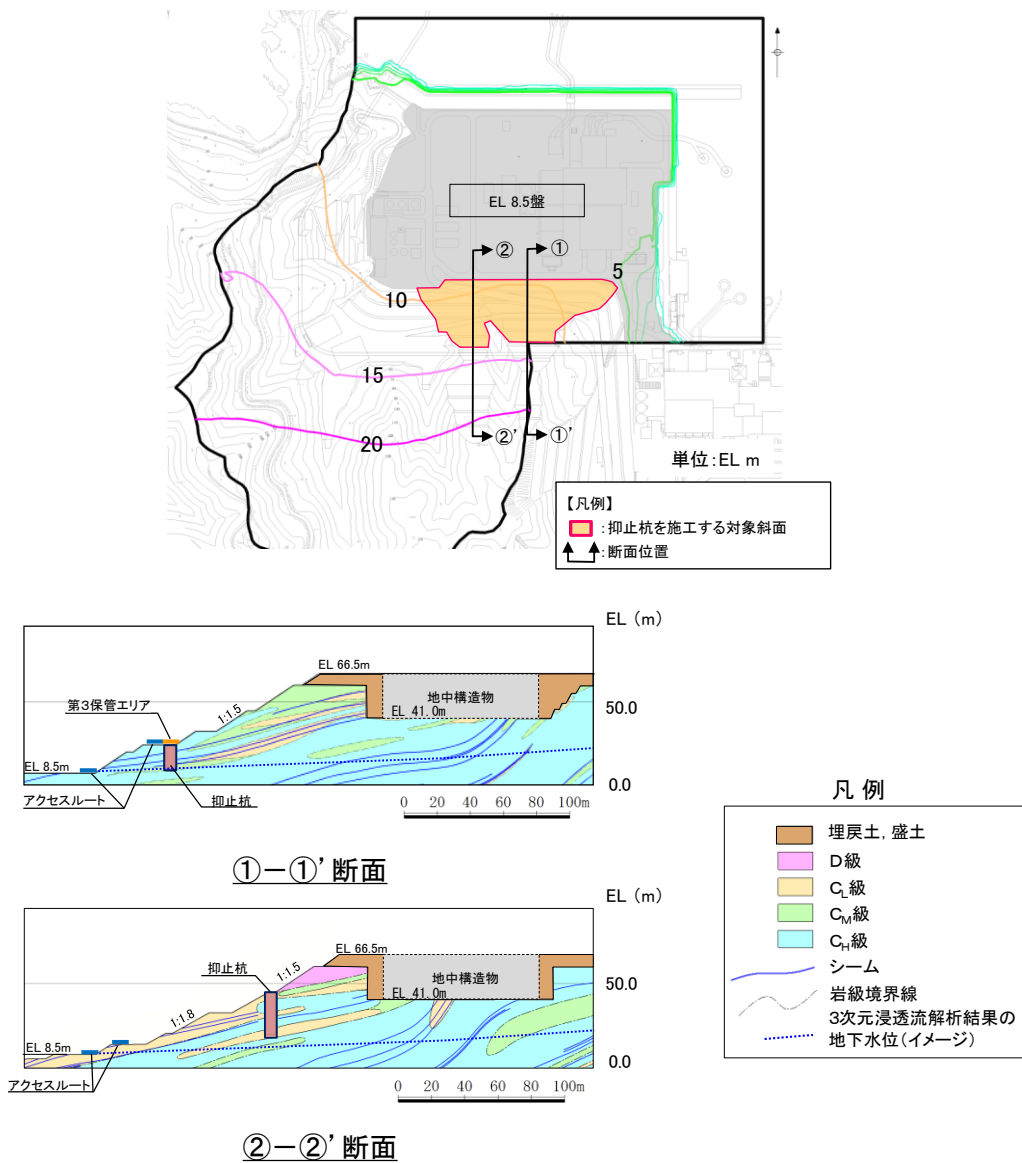 EL 8.5盤
② ①
5
10
15
20
②’ ①’
単位：EL m
【凡例】
：抑止杭を施工する対象斜面
：断面位置
EL（m）
EL 66.5m
第３保管エリア
地中構造物
1:1.5
EL 41.0m
50.0
EL 8.5m
0.0
アクセスルート
抑止杭
0 20 40 60 80 100m
①－①’断面
EL（m）
EL 66.5m
抑止杭
1:1.5
地中構造物
EL 41.0m
50.0
1:1.8
EL 8.5m
0.0
アクセスルート
0 20 40 60 80 100m
②－②’断面
凡 例
埋戻土，盛土
D級
CL級
CM級
CH級
シーム
岩級境界線
3次元浸透流解析結果の
地下水位（イメージ）